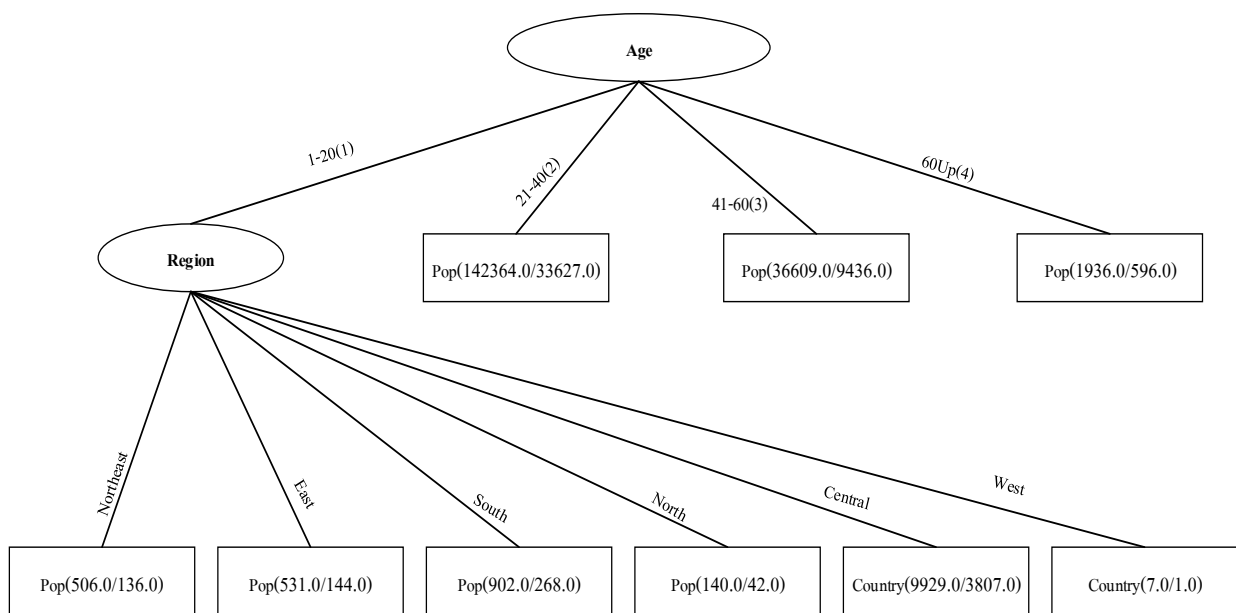 Age
1-20(1)
21-40(2)
41-60(3)
60Up(4)
Region
Pop(142364.0/33627.0)
Pop(36609.0/9436.0)
Pop(1936.0/596.0)
Northeast
East
South
North
Central
West
Pop(506.0/136.0)
Pop(531.0/144.0)
Pop(902.0/268.0)
Pop(140.0/42.0)
Country(9929.0/3807.0)
Country(7.0/1.0)